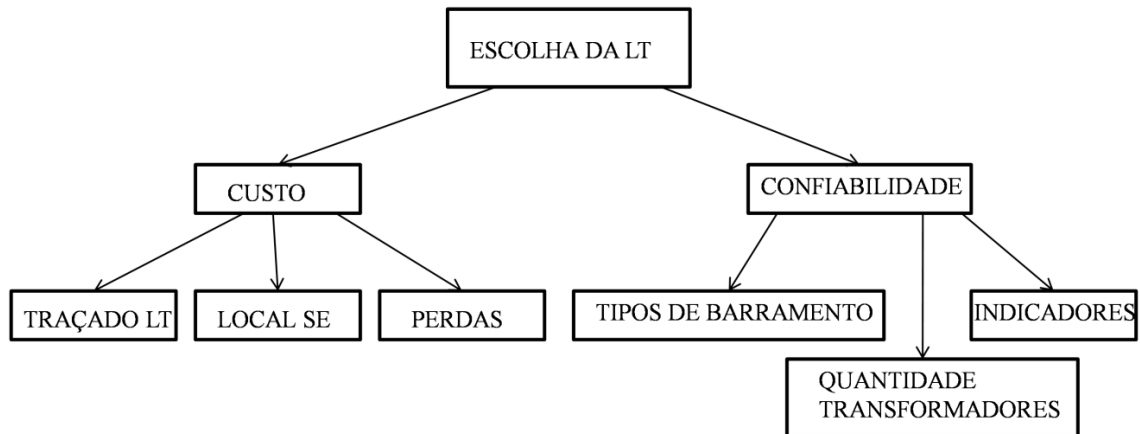 ESCOLHA DA LT
CUSTO
CONFIABILIDADE
TRAÇADO LT
LOCAL SE
PERDAS
TIPOS DE BARRAMENTO
INDICADORES
QUANTIDADE
TRANSFORMADORES